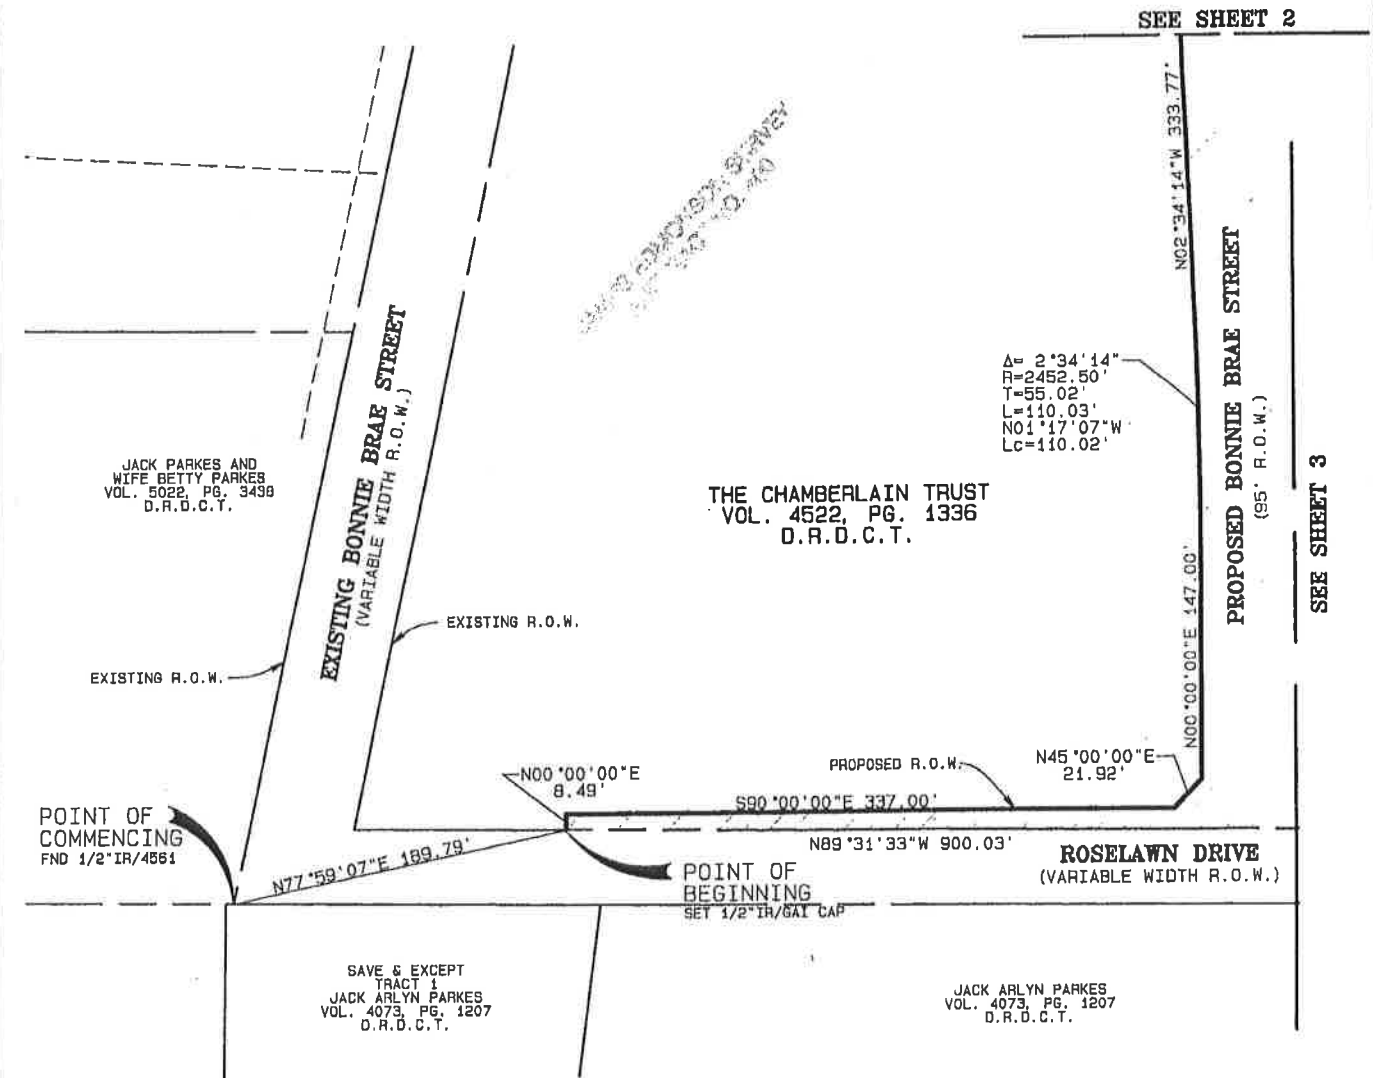 SEE SHEET 2
N02°34'14"W 333.77'
PROPOSED BONNIE BRAE STREET
(95' R.O.W.)
SEE SHEET 3
EXISTING BONNIE BRAE STREET
(VARIABLE WIDTH R.O.W.)
Δ= 2°34'14"
R=2452.50'
T=55.02'
L=110.03'
N01°17'07"W
Lc=110.02'
JACK PARKES AND
WIFE BETTY PARKES
VOL. 5022, PG. 3438
D.R.D.C.T.
THE CHAMBERLAIN TRUST
VOL. 4522, PG. 1336
D.R.D.C.T.
N00°00'00"E 147.00'
EXISTING R.O.W.
EXISTING R.O.W.
N00°00'00"E
8.49'
PROPOSED R.O.W.
N45°00'00"E
21.92'
S90°00'00"E 337.00'
POINT OF
COMMENCING
FND 1/2"IR/4561
N77°59'07"E 189.79'
N89°31'33"W 900.03'
ROSELAWN DRIVE
(VARIABLE WIDTH R.O.W.)
POINT OF
BEGINNING
SET 1/2"IR/GAI CAP
SAVE & EXCEPT
TRACT 1
JACK ARLYN PARKES
VOL. 4073, PG. 1207
D.R.D.C.T.
JACK ARLYN PARKES
VOL. 4073, PG. 1207
D.R.D.C.T.